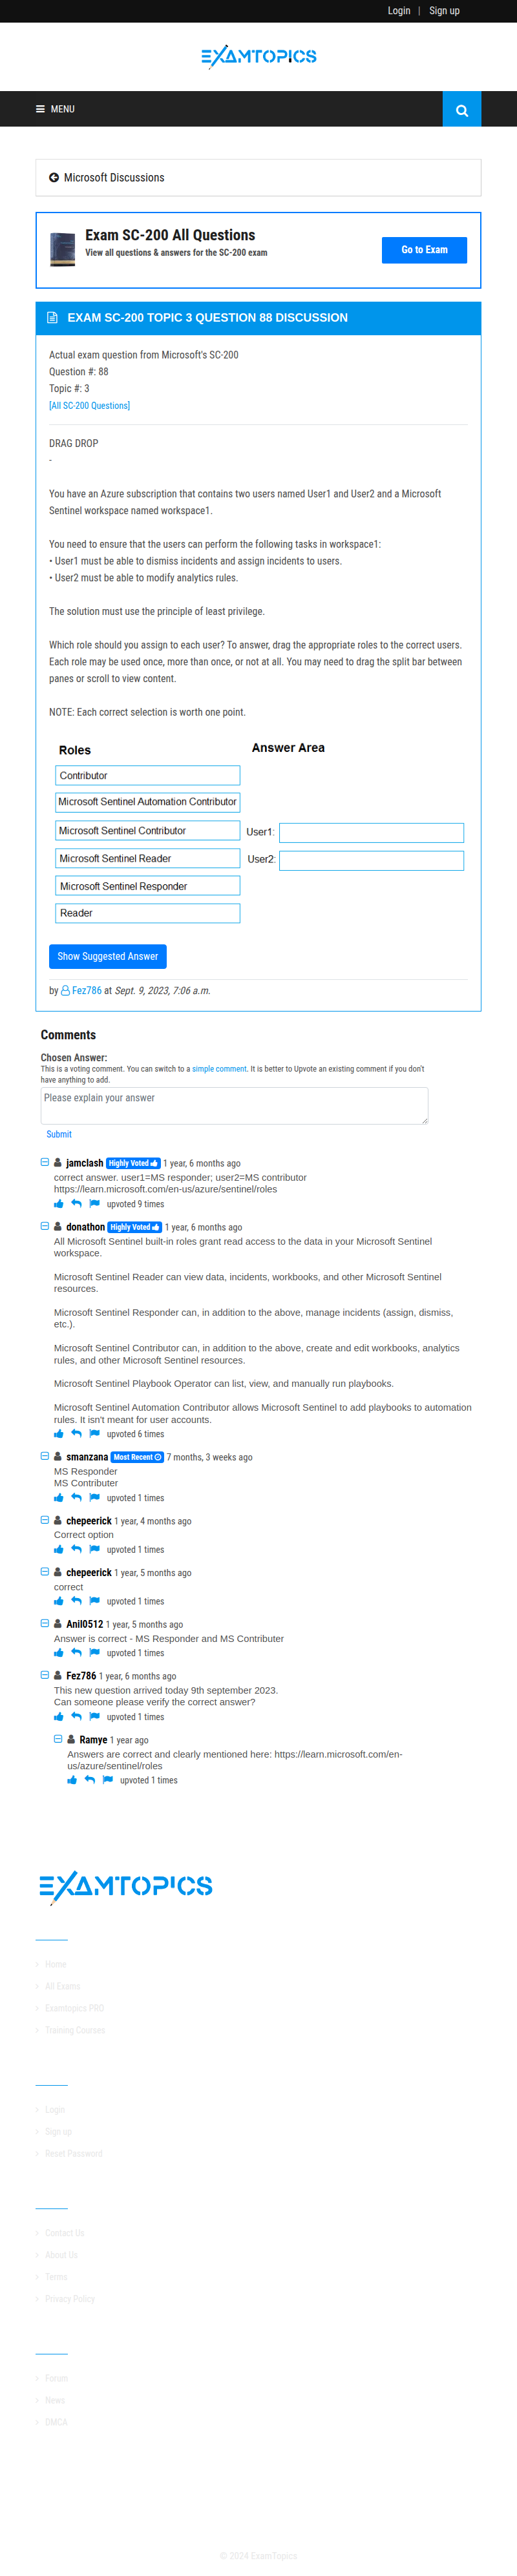 Login | Sign up
EXAMTOPICS
MENU
Microsoft Discussions
Exam SC-200 All Questions
View all questions & answers for the SC-200 exam
Go to Exam
EXAM SC-200 TOPIC 3 QUESTION 88 DISCUSSION
Actual exam question from Microsoft's SC-200
Question #: 88
Topic #: 3
[All SC-200 Questions]
DRAG DROP
-
You have an Azure subscription that contains two users named User1 and User2 and a Microsoft
Sentinel workspace named workspace1.
You need to ensure that the users can perform the following tasks in workspace1:
• User1 must be able to dismiss incidents and assign incidents to users.
• User2 must be able to modify analytics rules.
The solution must use the principle of least privilege.
Which role should you assign to each user? To answer, drag the appropriate roles to the correct users.
Each role may be used once, more than once, or not at all. You may need to drag the split bar between
panes or scroll to view content.
NOTE: Each correct selection is worth one point.
Roles
Contributor
Microsoft Sentinel Automation Contributor
Microsoft Sentinel Contributor
Microsoft Sentinel Reader
Microsoft Sentinel Responder
Reader
Answer Area
User1:
User2:
Show Suggested Answer
by Fez786 at Sept. 9, 2023, 7:06 a.m.
Comments
Chosen Answer:
This is a voting comment. You can switch to a simple comment. It is better to Upvote an existing comment if you don't
have anything to add.
Please explain your answer
Submit
jamclash Highly Voted 1 year, 6 months ago
correct answer. user1=MS responder; user2=MS contributor
https://learn.microsoft.com/en-us/azure/sentinel/roles
upvoted 9 times
donathon Highly Voted 1 year, 6 months ago
All Microsoft Sentinel built-in roles grant read access to the data in your Microsoft Sentinel
workspace.
Microsoft Sentinel Reader can view data, incidents, workbooks, and other Microsoft Sentinel
resources.
Microsoft Sentinel Responder can, in addition to the above, manage incidents (assign, dismiss,
etc.).
Microsoft Sentinel Contributor can, in addition to the above, create and edit workbooks, analytics
rules, and other Microsoft Sentinel resources.
Microsoft Sentinel Playbook Operator can list, view, and manually run playbooks.
Microsoft Sentinel Automation Contributor allows Microsoft Sentinel to add playbooks to automation
rules. It isn't meant for user accounts.
upvoted 6 times
smanzana Most Recent 7 months, 3 weeks ago
MS Responder
MS Contributer
upvoted 1 times
chepeerick 1 year, 4 months ago
Correct option
upvoted 1 times
chepeerick 1 year, 5 months ago
correct
upvoted 1 times
Anil0512 1 year, 5 months ago
Answer is correct - MS Responder and MS Contributer
upvoted 1 times
Fez786 1 year, 6 months ago
This new question arrived today 9th september 2023.
Can someone please verify the correct answer?
upvoted 1 times
Ramye 1 year ago
Answers are correct and clearly mentioned here: https://learn.microsoft.com/en-
us/azure/sentinel/roles
upvoted 1 times
EXAMTOPICS
Home
All Exams
Examtopics PRO
Training Courses
Login
Sign up
Reset Password
Contact Us
About Us
Terms
Privacy Policy
Forum
News
DMCA
© 2024 ExamTopics